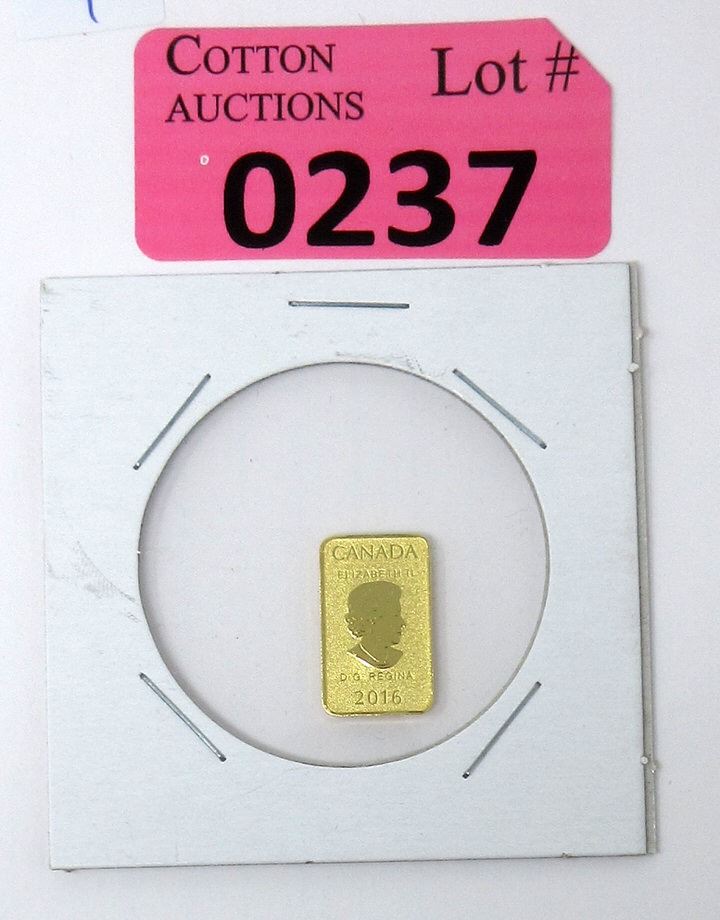 COTTON
AUCTIONS
Lot #
0237
CANADA
ELIZABETH II
D·G·REGINA
2016